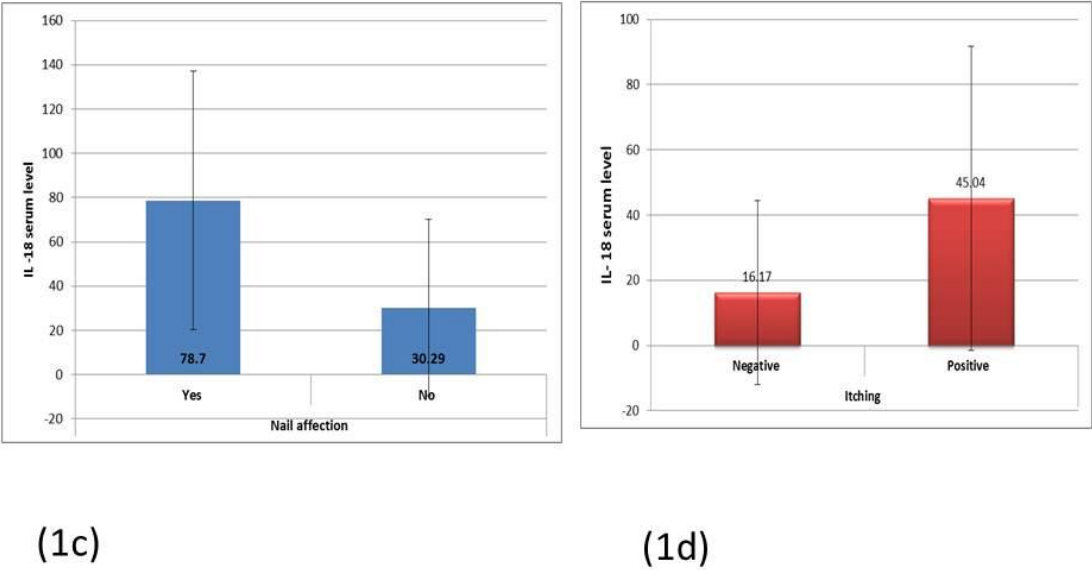 160
140
120
100
80
60
40
20
0
-20
IL -18 serum level
78.7
30.29
Yes
No
Nail affection
(1c)
100
80
60
40
20
0
-20
IL- 18 serum level
16.17
45.04
Negative
Positive
Itching
(1d)